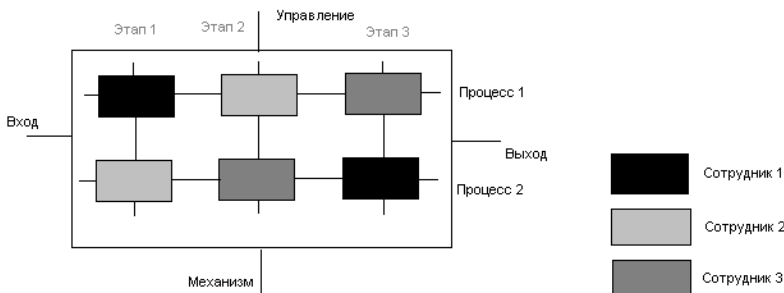 Управление
Этап 1
Этап 2
Этап 3
Процесс 1
Вход
Выход
Процесс 2
Механизм
Сотрудник 1
Сотрудник 2
Сотрудник 3